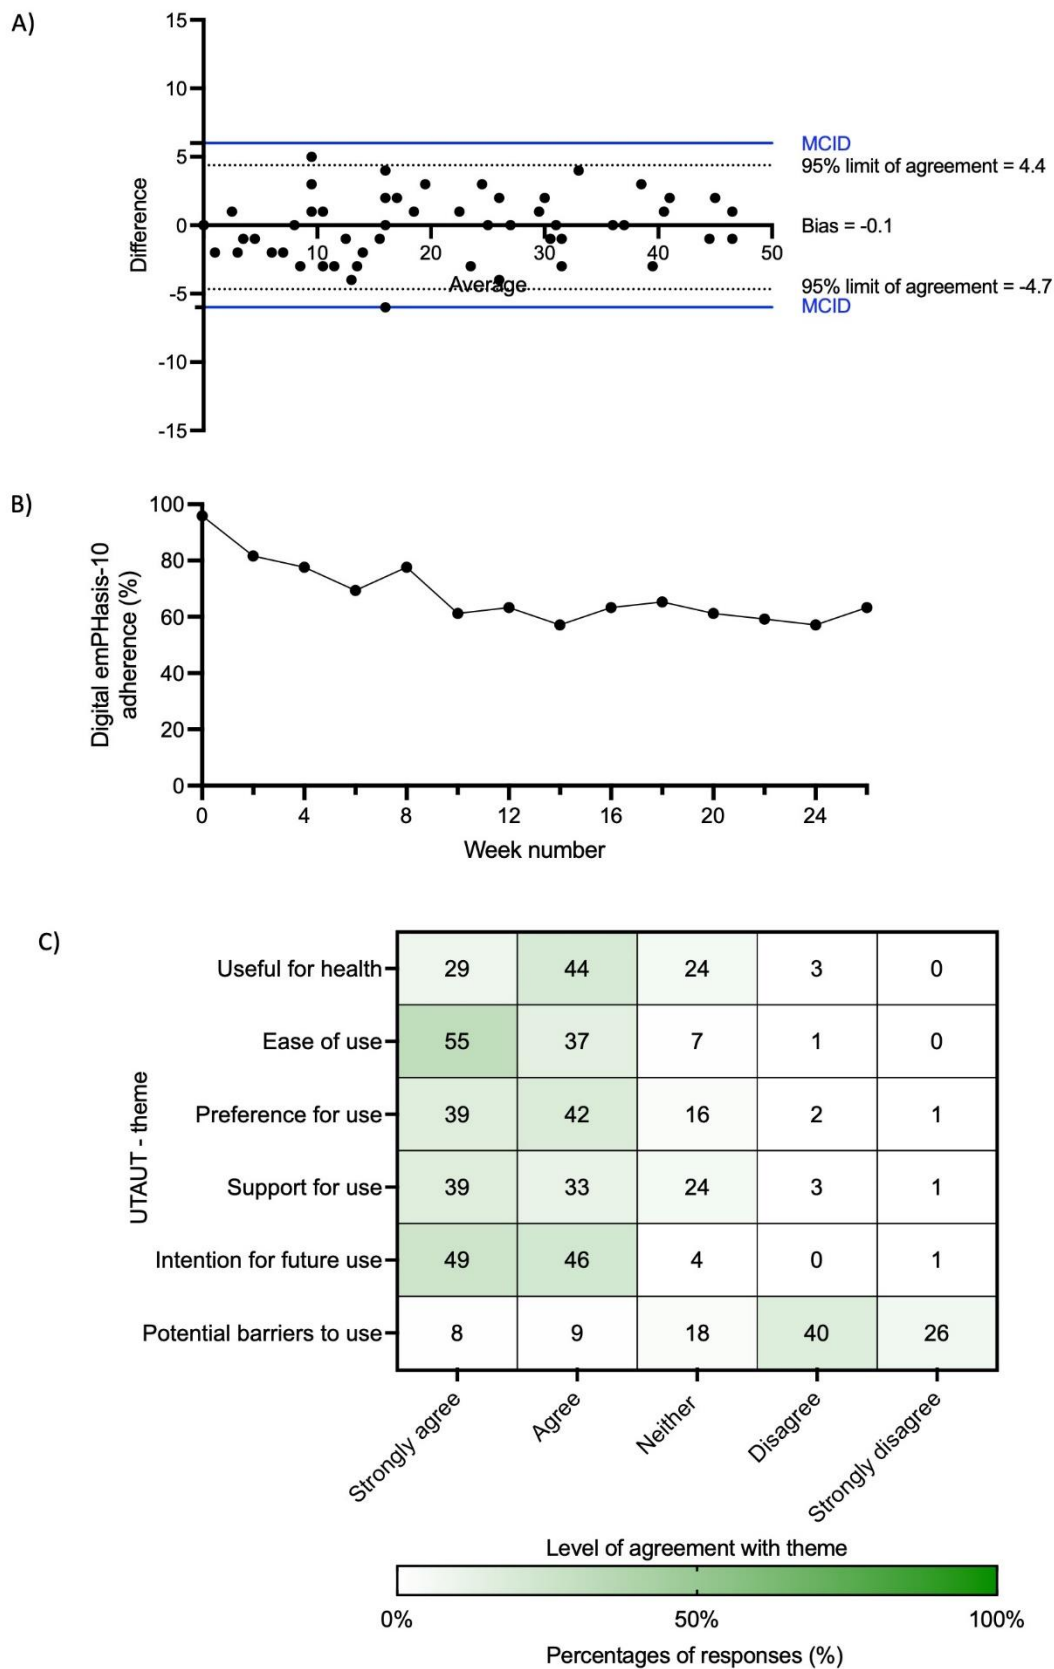 A)
15
10
5
0
-5
-10
-15
Difference
10 20 30 40 50
Average
MCID
95% limit of agreement = 4.4
Bias = -0.1
95% limit of agreement = -4.7
MCID
B)
100
80
60
40
20
0
Digital emPHasis-10
adherence (%)
0 4 8 12 16 20 24
Week number
C)
UTAUT - theme
Useful for health 29 44 24 3 0
Ease of use 55 37 7 1 0
Preference for use 39 42 16 2 1
Support for use 39 33 24 3 1
Intention for future use 49 46 4 0 1
Potential barriers to use 8 9 18 40 26
Strongly agree Agree Neither Disagree Strongly disagree
Level of agreement with theme
0% 50% 100%
Percentages of responses (%)